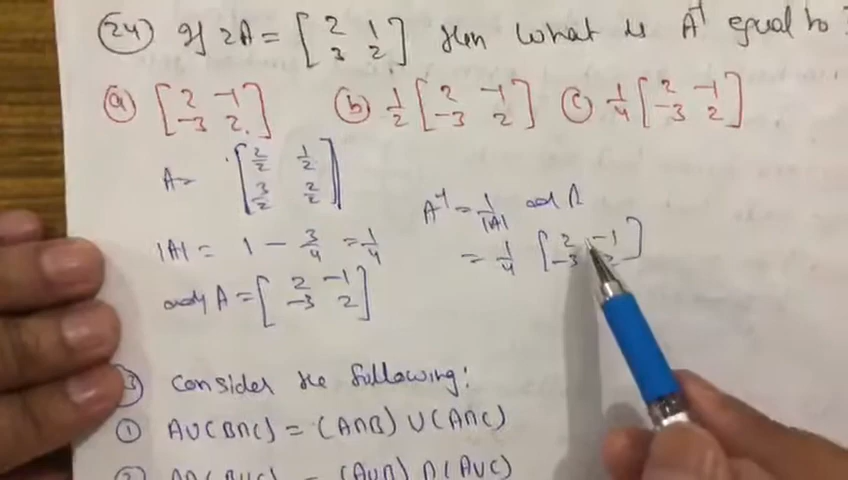 (24) If 2A = [2 1 3 2] then what is A⁻¹ equal to ?
(a) [2 -1 -3 2] (b) 1/2 [2 -1 -3 2] (c) 1/4 [2 -1 -3 2]
A = [2/2 1/2 3/2 2/2]
A⁻¹ = 1/|A| adj A
|A| = 1 - 3/4 = 1/4
= 1/4 [2 -1 -3 2]
adj A = [2 -1 -3 2]
Consider the following:
(1) A∪(B∩C) = (A∩B) ∪ (A∩C)
(2) A∩(B∪C) = (A∪B) ∩ (A∪C)